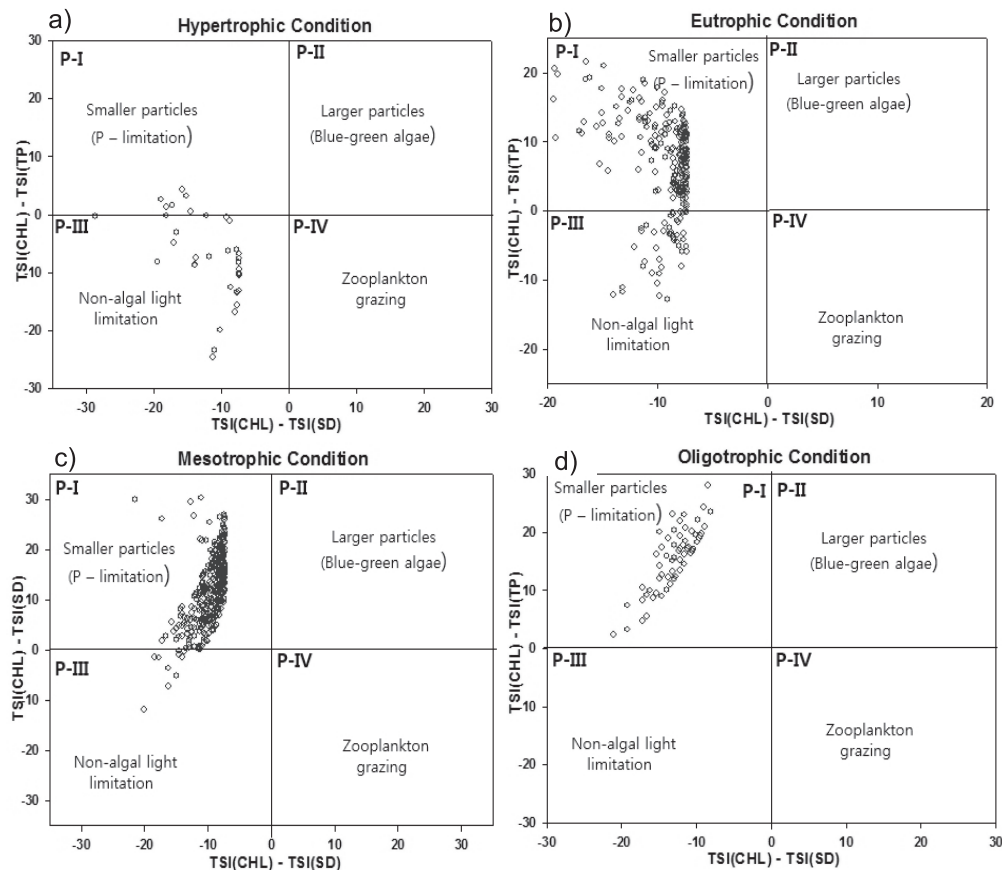 a)
Hypertrophic Condition
30
20
10
0
-10
-20
-30
TSI(CHL) - TSI(TP)
P-I
Smaller particles
(P – limitation)
P-II
Larger particles
(Blue-green algae)
P-III
Non-algal light
limitation
P-IV
Zooplankton
grazing
-30 -20 -10 0 10 20 30
TSI(CHL) - TSI(SD)
b)
Eutrophic Condition
20
10
0
-10
-20
TSI(CHL) - TSI(TP)
P-I
Smaller particles
(P – limitation)
P-II
Larger particles
(Blue-green algae)
P-III
Non-algal light
limitation
P-IV
Zooplankton
grazing
-20 -10 0 10 20
TSI(CHL) - TSI(SD)
c)
Mesotrophic Condition
30
20
10
0
-10
-20
-30
TSI(CHL) - TSI(SD)
P-I
Smaller particles
(P – limitation)
P-II
Larger particles
(Blue-green algae)
P-III
Non-algal light
limitation
P-IV
Zooplankton
grazing
-30 -20 -10 0 10 20 30
TSI(CHL) - TSI(SD)
d)
Oligotrophic Condition
30
20
10
0
-10
-20
-30
TSI(CHL) - TSI(TP)
Smaller particles
(P – limitation)
P-I
P-II
Larger particles
(Blue-green algae)
P-III
Non-algal light
limitation
P-IV
Zooplankton
grazing
-30 -20 -10 0 10 20 30
TSI(CHL) - TSI(SD)